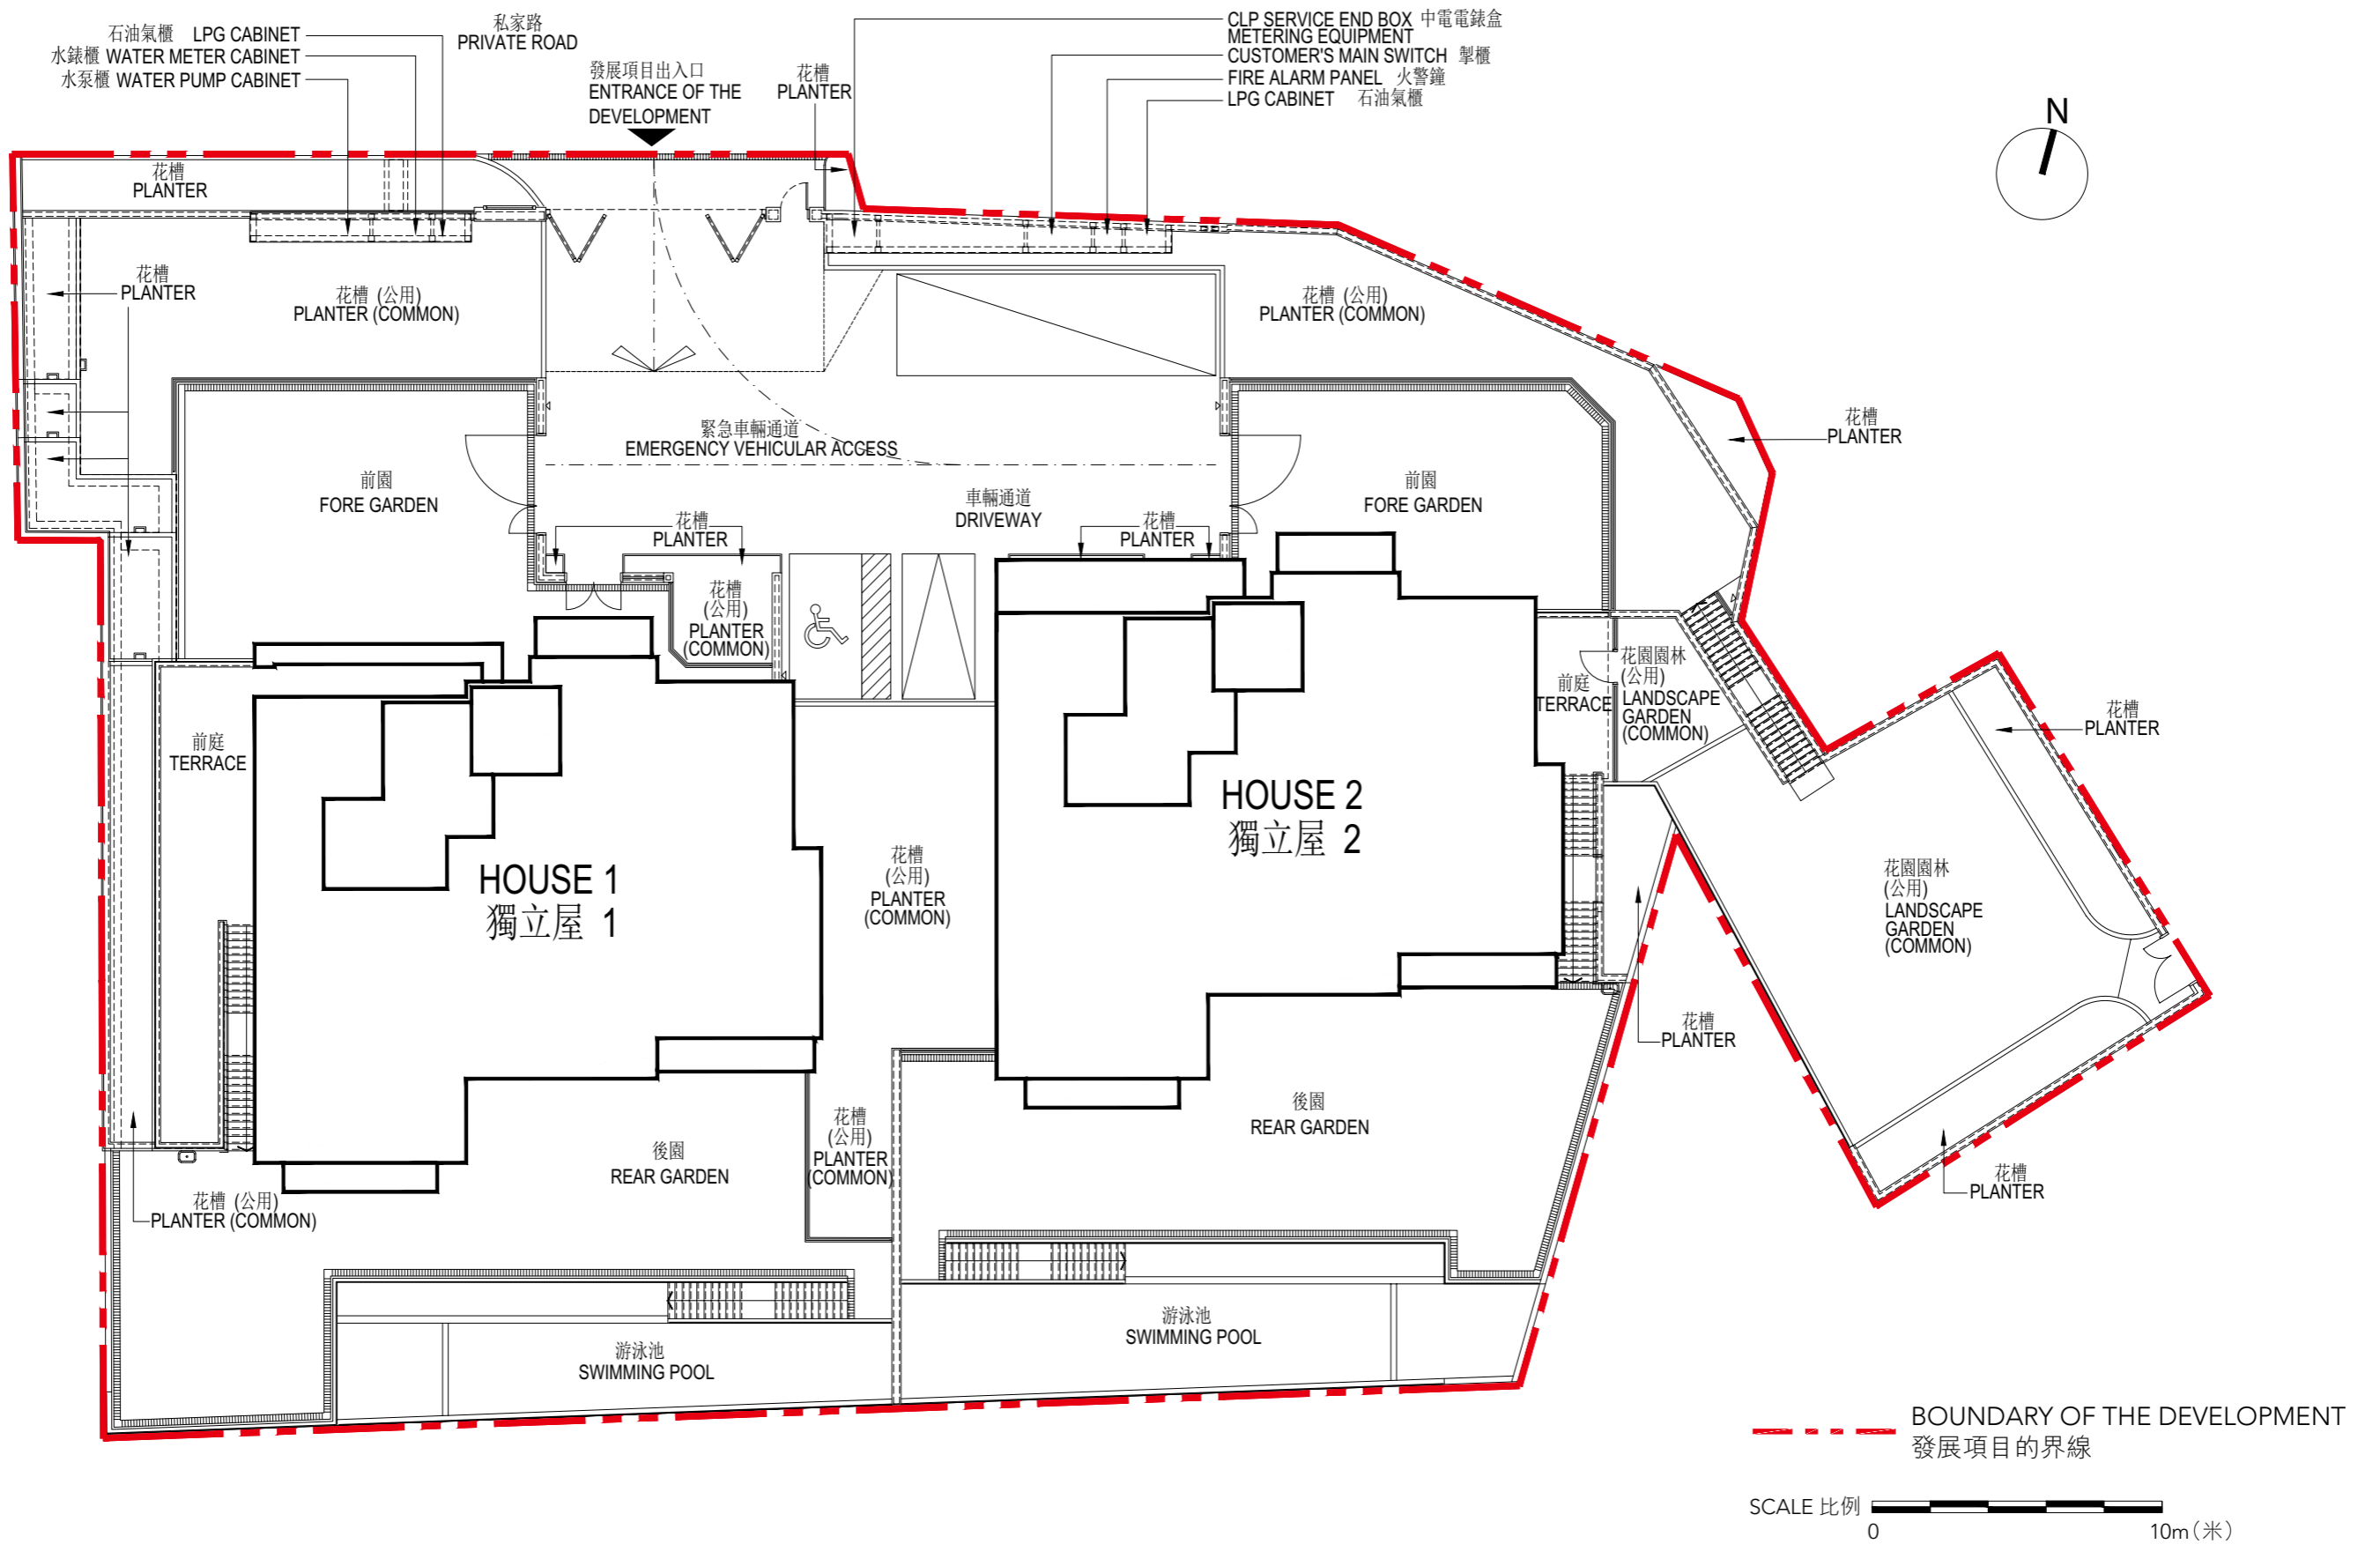 石油氣櫃 LPG CABINET
水錶櫃 WATER METER CABINET
水泵櫃 WATER PUMP CABINET
私家路
PRIVATE ROAD
發展項目出入口
ENTRANCE OF THE
DEVELOPMENT
花槽
PLANTER
CLP SERVICE END BOX 中電電錶盒
METERING EQUIPMENT
CUSTOMER'S MAIN SWITCH 掣櫃
FIRE ALARM PANEL 火警鐘
LPG CABINET 石油氣櫃
N
花槽
PLANTER
花槽
PLANTER
花槽 (公用)
PLANTER (COMMON)
花槽 (公用)
PLANTER (COMMON)
花槽
PLANTER
緊急車輛通道
EMERGENCY VEHICULAR ACCESS
前園
FORE GARDEN
車輛通道
DRIVEWAY
前園
FORE GARDEN
花槽
PLANTER
花槽
PLANTER
花槽
(公用)
PLANTER
(COMMON)
前庭
TERRACE
前庭
TERRACE
花園園林
(公用)
LANDSCAPE
GARDEN
(COMMON)
花槽
PLANTER
HOUSE 1
獨立屋 1
HOUSE 2
獨立屋 2
花槽
(公用)
PLANTER
(COMMON)
花園園林
(公用)
LANDSCAPE
GARDEN
(COMMON)
花槽
PLANTER
後園
REAR GARDEN
花槽
(公用)
PLANTER
(COMMON)
後園
REAR GARDEN
花槽 (公用)
PLANTER (COMMON)
花槽
PLANTER
游泳池
SWIMMING POOL
游泳池
SWIMMING POOL
BOUNDARY OF THE DEVELOPMENT
發展項目的界線
SCALE 比例
0 10m(米)